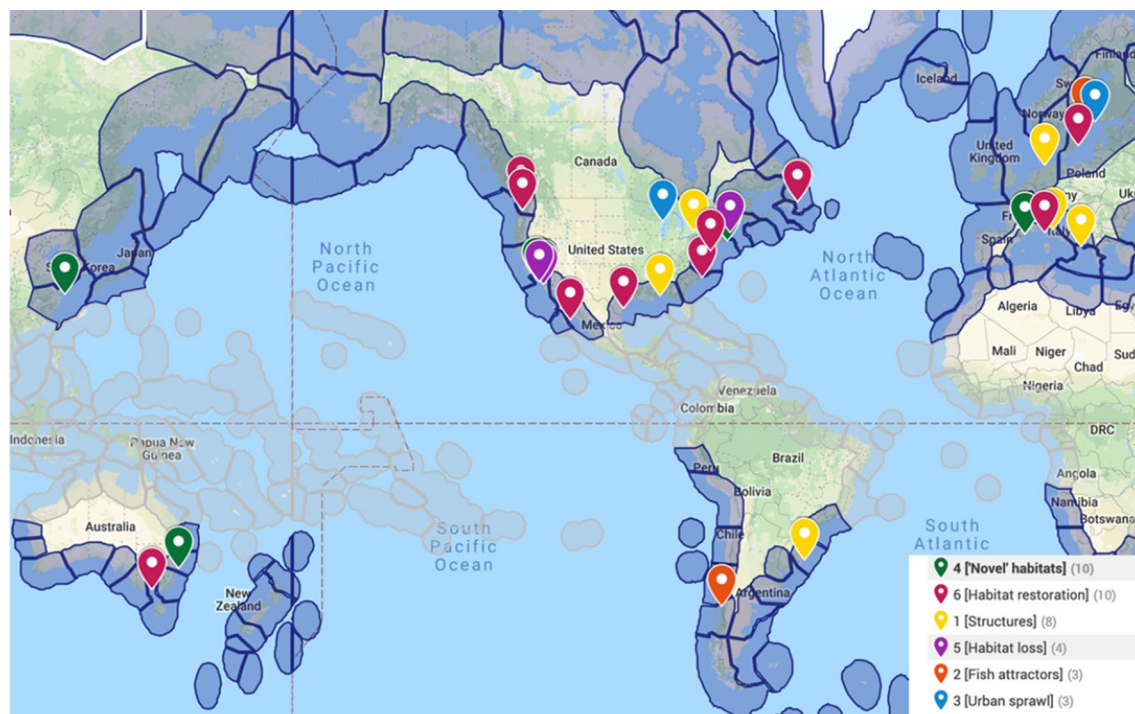 Finland
Iceland
Norway
United
Kingdom
Poland
Canada
Spain
United States
Japan
North
Pacific
Ocean
North
Atlantic
Ocean
Algeria
Libya
Mali
Niger
Chad
Nigeria
Venezuela
Colombia
Indonesia
Papua New
Guinea
DRC
Brazil
Peru
Bolivia
Angola
Namibia
Botswana
Australia
South
Pacific
Ocean
Chile
South
Atlantic
New
Zealand
Argentina
4 ['Novel' habitats] (10)
6 [Habitat restoration] (10)
1 [Structures] (8)
5 [Habitat loss] (4)
2 [Fish attractors] (3)
3 [Urban sprawl] (3)